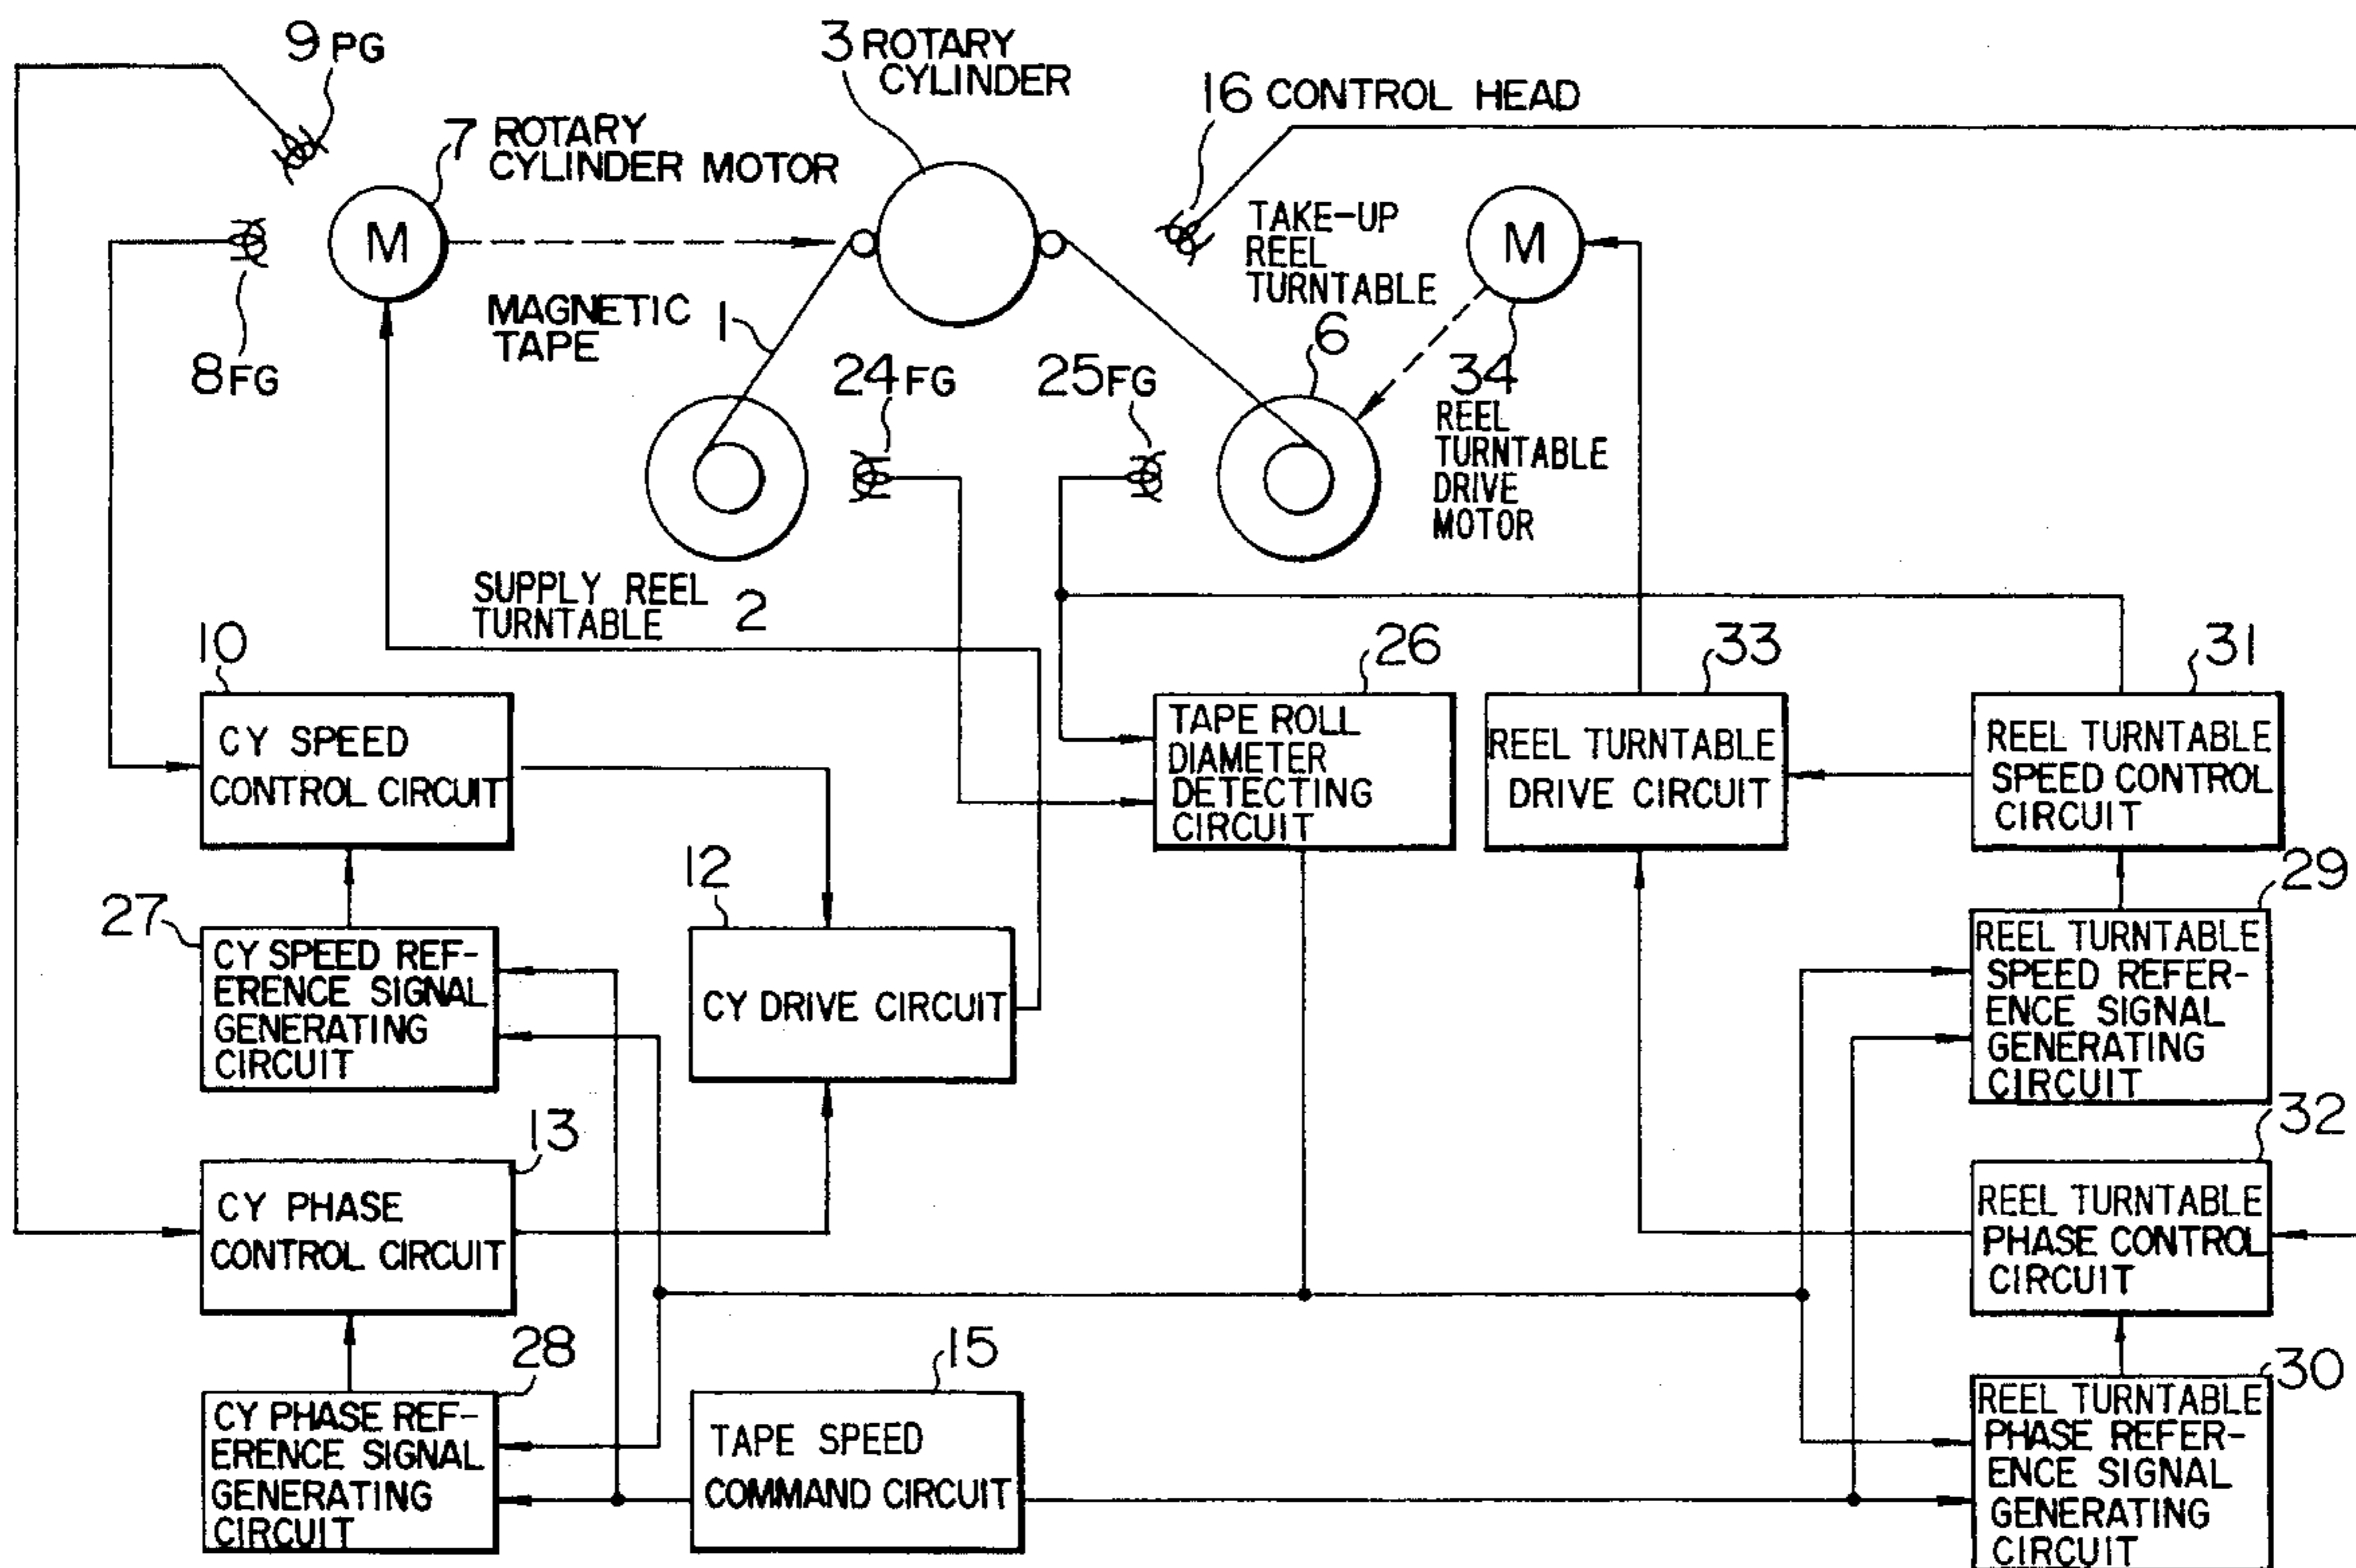 9 PG
3 ROTARY
CYLINDER
16 CONTROL HEAD
7 ROTARY
CYLINDER MOTOR
M
M
TAKE-UP
REEL
TURNTABLE
6
MAGNETIC
TAPE
1
8 FG
24 FG
25 FG
34
REEL
TURNTABLE
DRIVE
MOTOR
SUPPLY REEL
TURNTABLE
2
10
CY SPEED
CONTROL CIRCUIT
26
TAPE ROLL
DIAMETER
DETECTING
CIRCUIT
33
REEL TURNTABLE
DRIVE CIRCUIT
31
REEL TURNTABLE
SPEED CONTROL
CIRCUIT
27
CY SPEED REF-
ERENCE SIGNAL
GENERATING
CIRCUIT
12
CY DRIVE CIRCUIT
29
REEL TURNTABLE
SPEED REFER-
ENCE SIGNAL
GENERATING
CIRCUIT
13
CY PHASE
CONTROL CIRCUIT
32
REEL TURNTABLE
PHASE CONTROL
CIRCUIT
28
CY PHASE REF-
ERENCE SIGNAL
GENERATING
CIRCUIT
15
TAPE SPEED
COMMAND CIRCUIT
30
REEL TURNTABLE
PHASE REFER-
ENCE SIGNAL
GENERATING
CIRCUIT